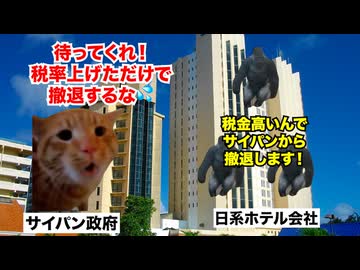 待ってくれ！
税率上げただけで
撤退するな
税金高いんで
サイパンから
撤退します！
サイパン政府
日系ホテル会社